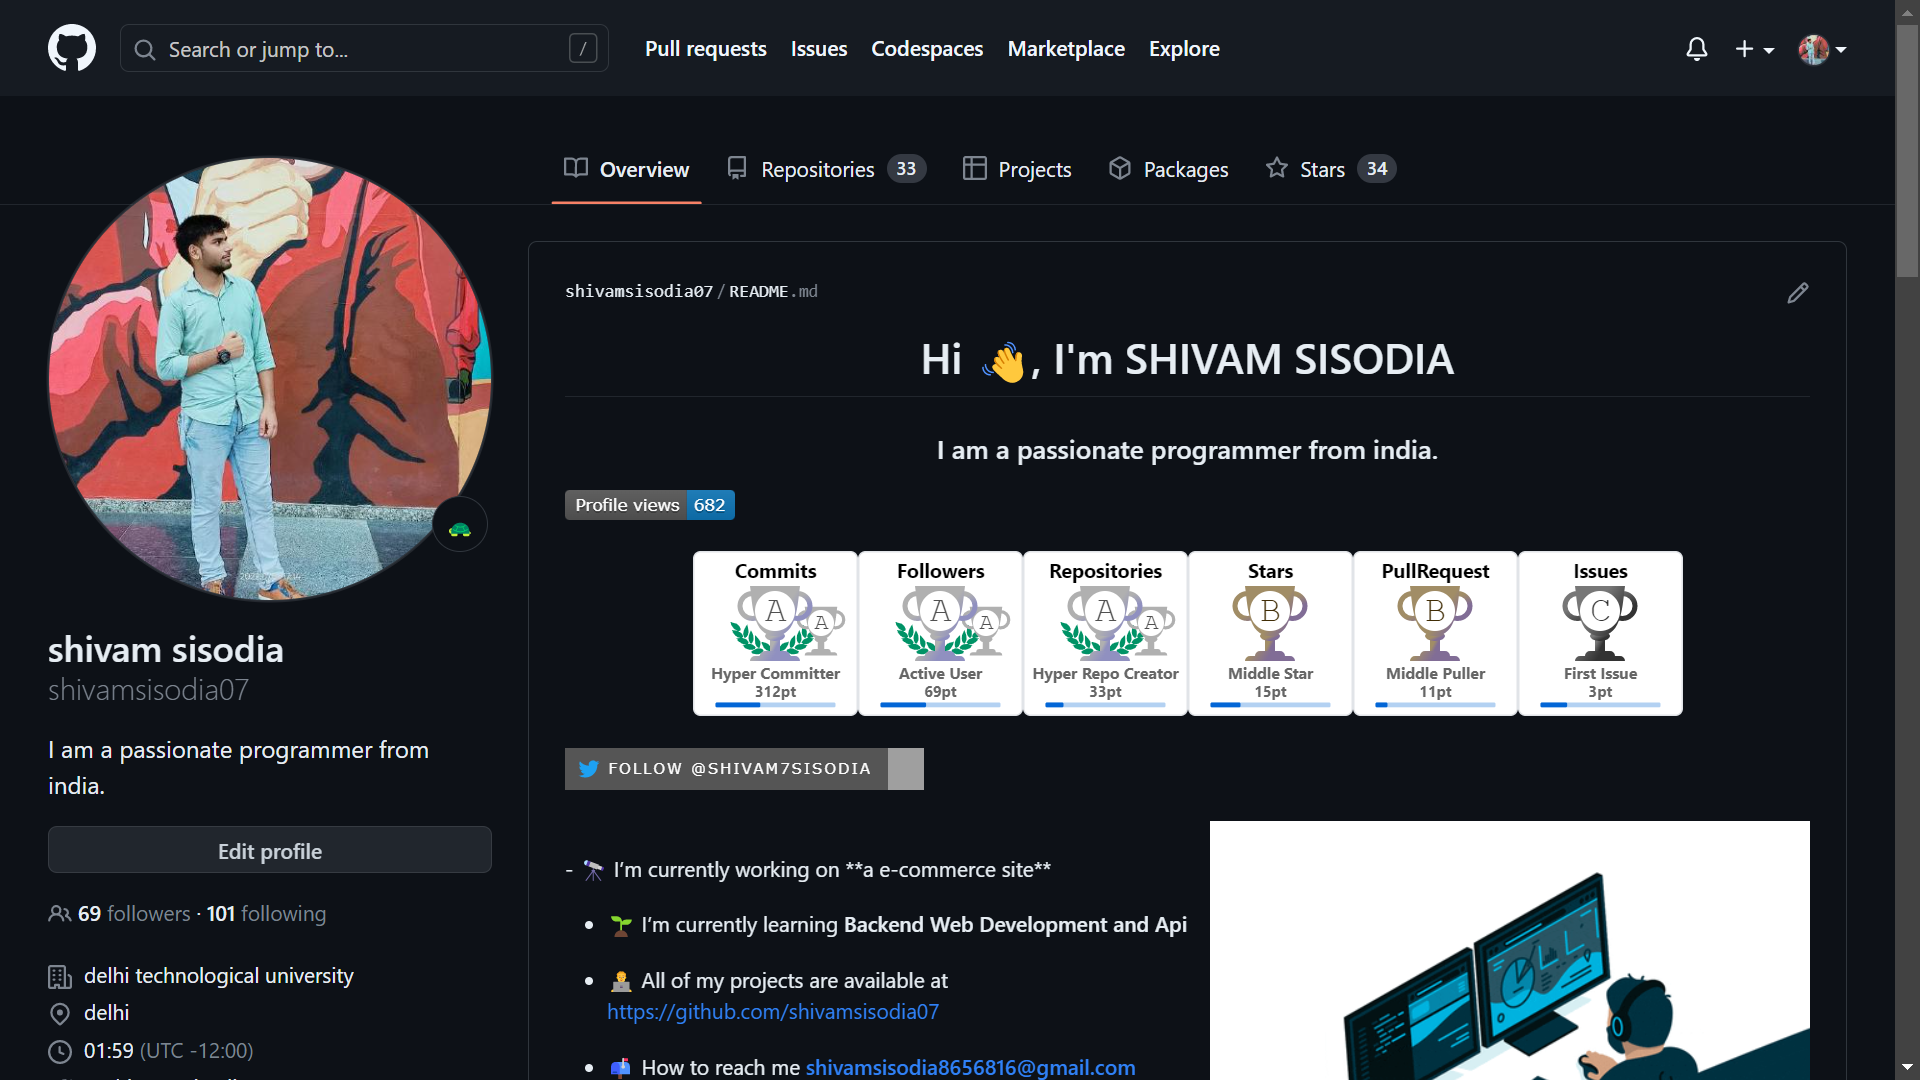 Search or jump to...
/
Pull requests
Issues
Codespaces
Marketplace
Explore
Overview
Repositories 33
Projects
Packages
Stars 34
shivamsisodia07/README.md
Hi 👋, I'm SHIVAM SISODIA
I am a passionate programmer from india.
Profile views 682
Commits
A
A
Hyper Committer
312pt
Followers
A
A
Active User
69pt
Repositories
A
A
Hyper Repo Creator
33pt
Stars
B
Middle Star
15pt
PullRequest
B
Middle Puller
11pt
Issues
C
First Issue
3pt
FOLLOW @SHIVAM7SISODIA
- 🔭 I’m currently working on **a e-commerce site**
🌱 I’m currently learning Backend Web Development and Api
👨‍💻 All of my projects are available at
https://github.com/shivamsisodia07
📫 How to reach me shivamsisodia8656816@gmail.com
shivam sisodia
shivamsisodia07
I am a passionate programmer from
india.
Edit profile
69 followers · 101 following
delhi technological university
delhi
01:59 (UTC -12:00)